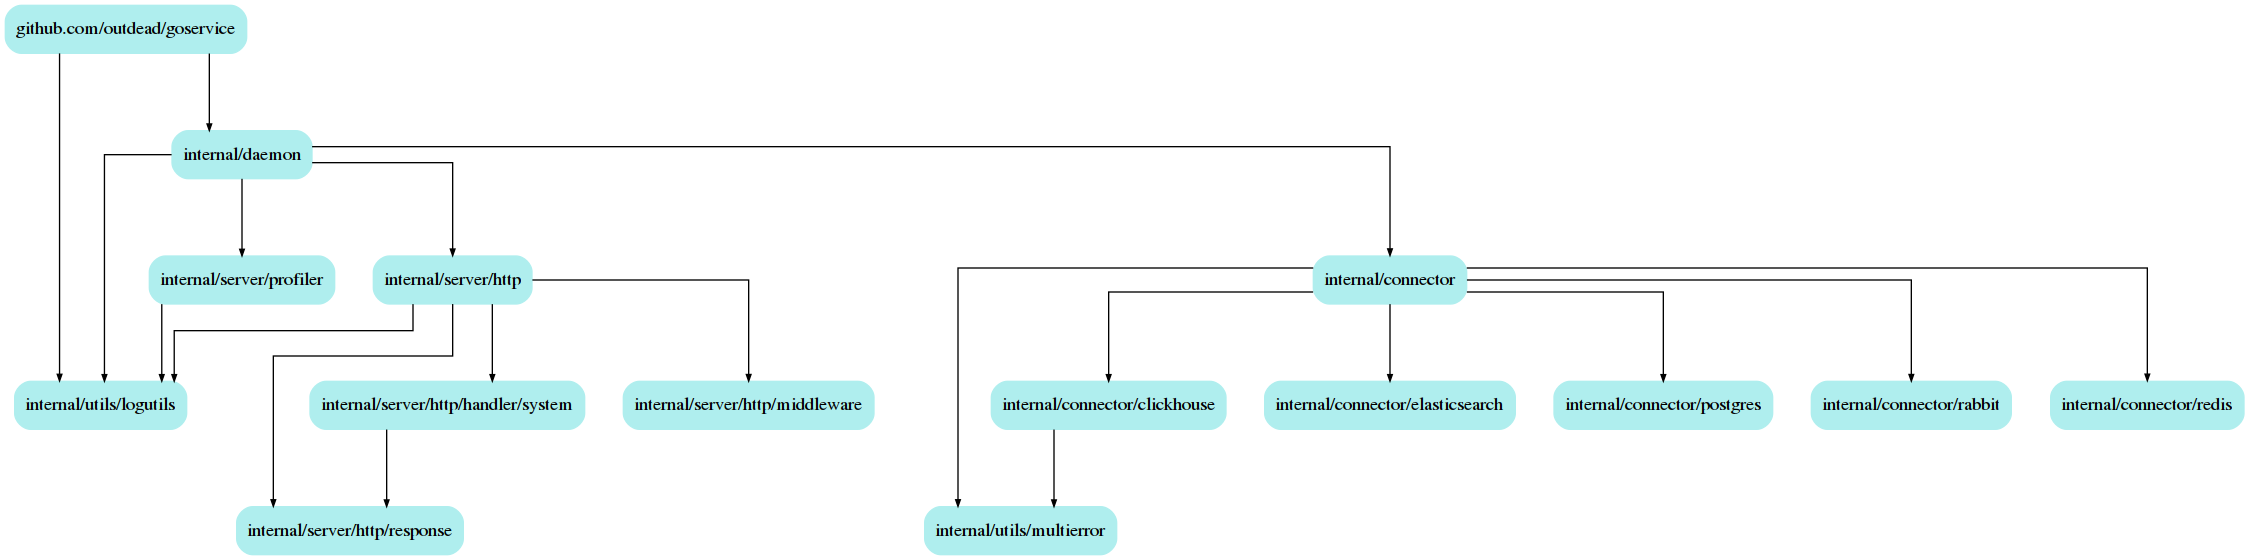 github.com/outdead/goservice
internal/daemon
internal/server/profiler
internal/server/http
internal/connector
internal/utils/logutils
internal/server/http/handler/system
internal/server/http/middleware
internal/connector/clickhouse
internal/connector/elasticsearch
internal/connector/postgres
internal/connector/rabbit
internal/connector/redis
internal/server/http/response
internal/utils/multierror